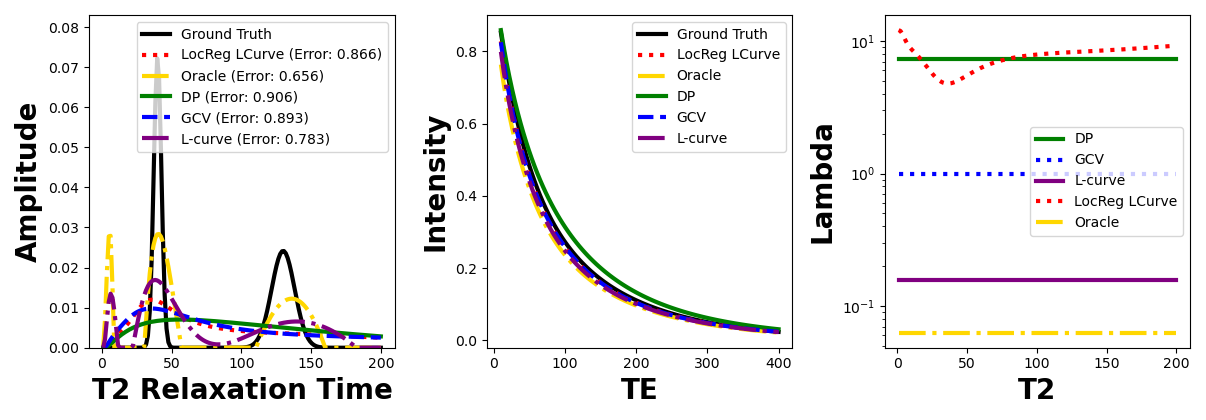 Amplitude
0.08
0.07
0.06
0.05
0.04
0.03
0.02
0.01
0.00
Ground Truth
LocReg LCurve (Error: 0.866)
Oracle (Error: 0.656)
DP (Error: 0.906)
GCV (Error: 0.893)
L-curve (Error: 0.783)
0 50 100 150 200
T2 Relaxation Time
Intensity
0.8
0.6
0.4
0.2
0.0
Ground Truth
LocReg LCurve
Oracle
DP
GCV
L-curve
0 100 200 300 400
TE
Lambda
10¹
10⁰
10⁻¹
DP
GCV
L-curve
LocReg LCurve
Oracle
0 50 100 150 200
T2